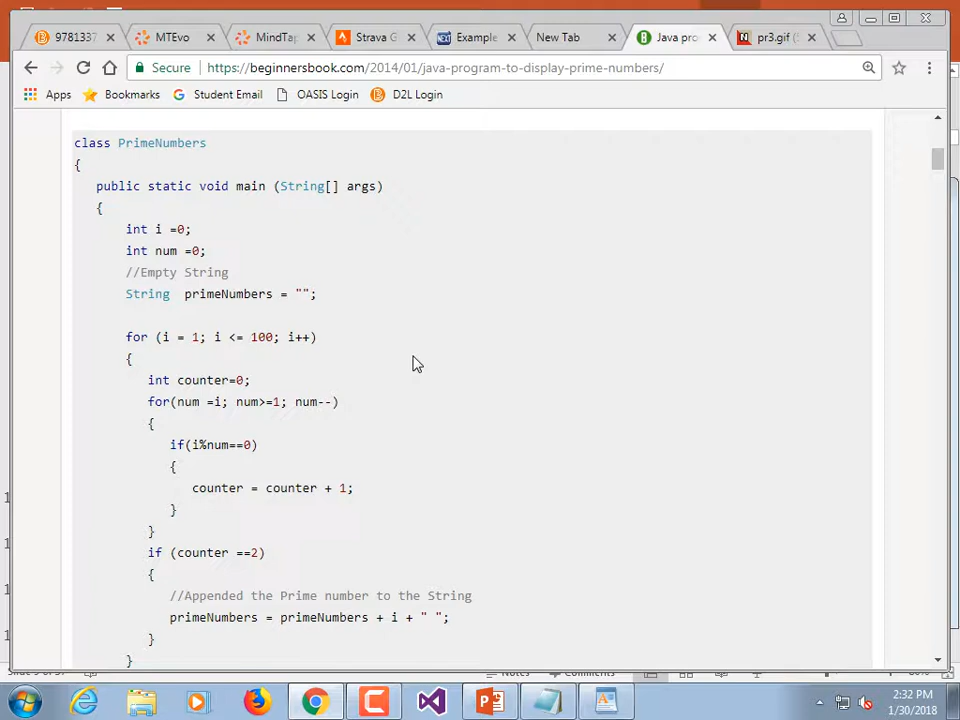 9781337
MTEvo
MindTap
Strava G
Example
New Tab
Java pro
pr3.gif (
Secure
https://beginnersbook.com/2014/01/java-program-to-display-prime-numbers/
Apps
Bookmarks
Student Email
OASIS Login
D2L Login
class PrimeNumbers
{
public static void main (String[] args)
{
int i =0;
int num =0;
//Empty String
String primeNumbers = "";
for (i = 1; i <= 100; i++)
{
int counter=0;
for(num =i; num>=1; num--)
{
if(i%num==0)
{
counter = counter + 1;
}
}
if (counter ==2)
{
//Appended the Prime number to the String
primeNumbers = primeNumbers + i + " ";
}
}
2:32 PM
1/30/2018